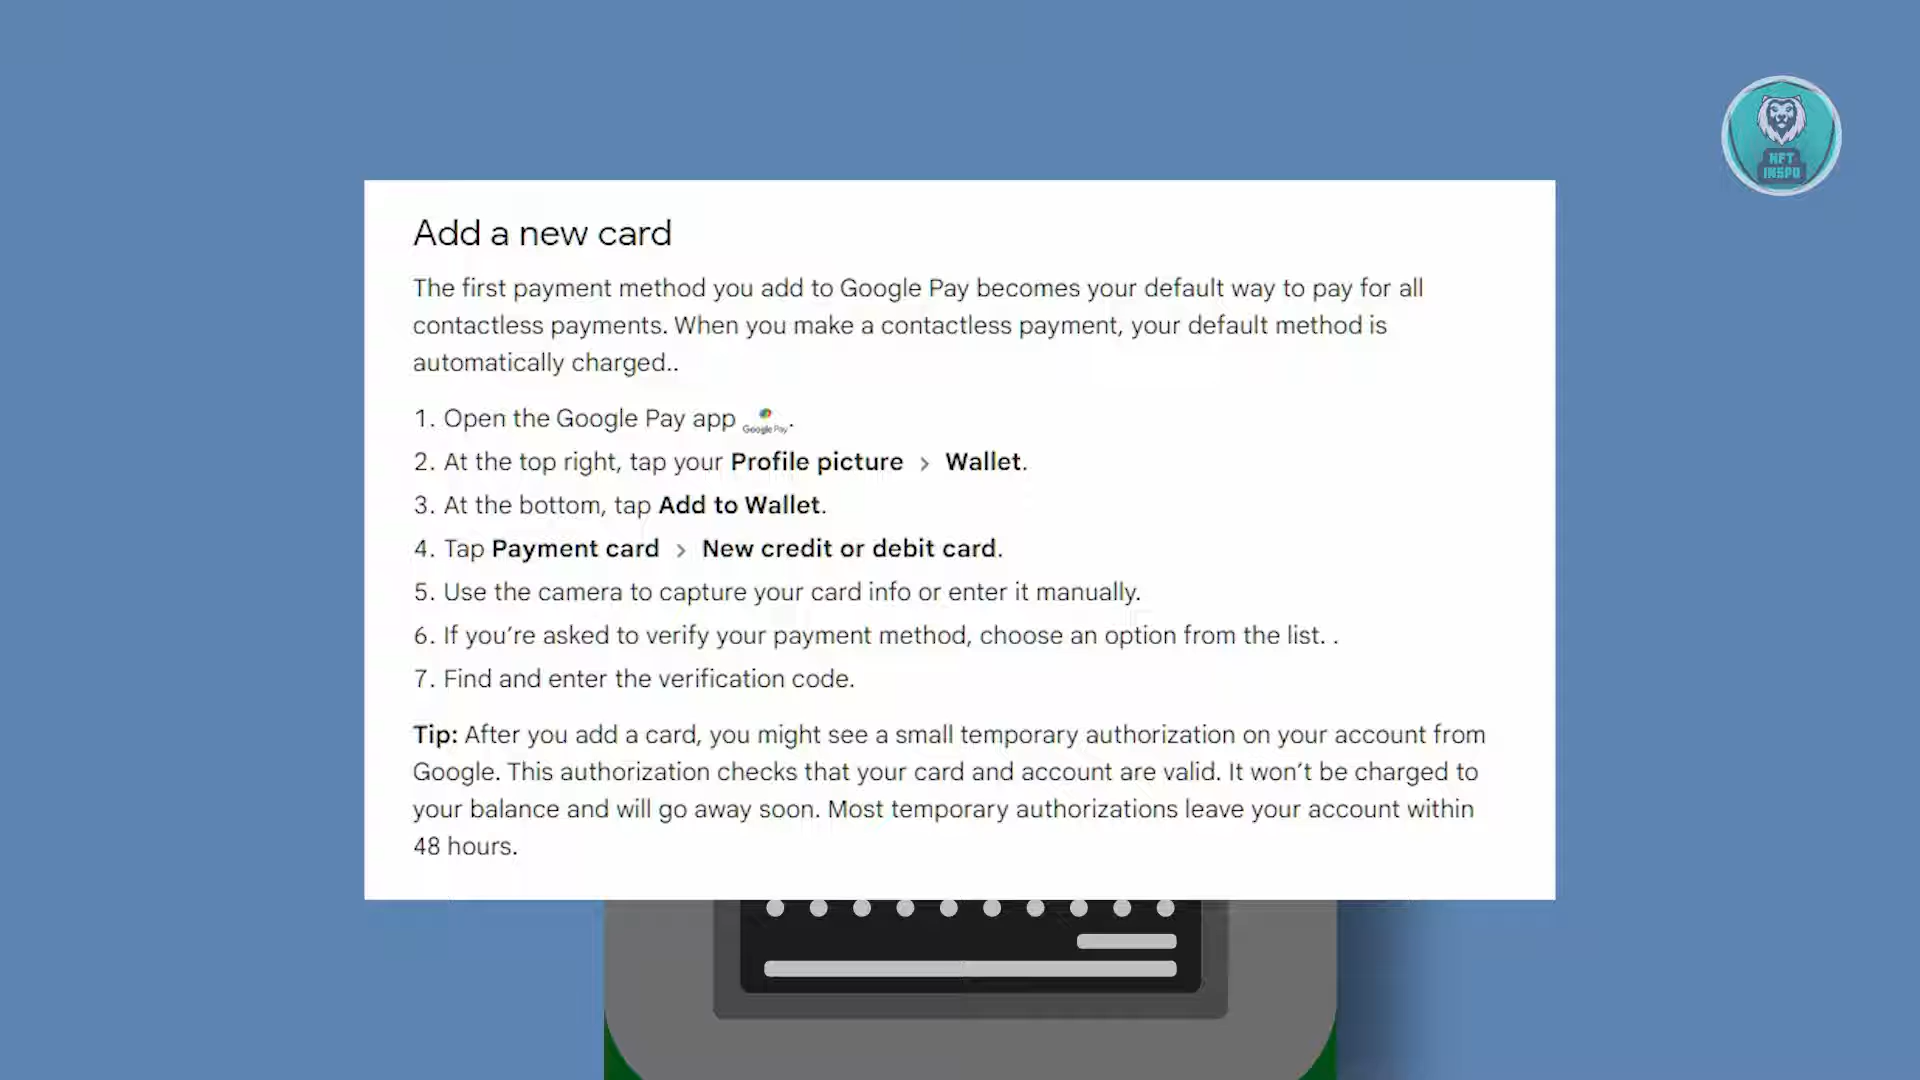 NFT
INSPO
Add a new card
The first payment method you add to Google Pay becomes your default way to pay for all
contactless payments. When you make a contactless payment, your default method is
automatically charged..
1. Open the Google Pay app Google Pay.
2. At the top right, tap your Profile picture > Wallet.
3. At the bottom, tap Add to Wallet.
4. Tap Payment card > New credit or debit card.
5. Use the camera to capture your card info or enter it manually.
6. If you’re asked to verify your payment method, choose an option from the list. .
7. Find and enter the verification code.
Tip: After you add a card, you might see a small temporary authorization on your account from
Google. This authorization checks that your card and account are valid. It won’t be charged to
your balance and will go away soon. Most temporary authorizations leave your account within
48 hours.